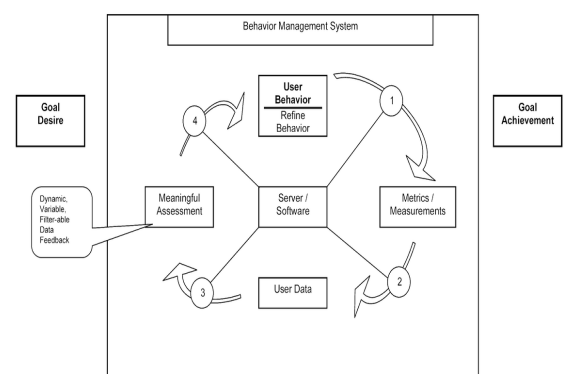 Behavior Management System
User
Behavior
Refine
Behavior
1
4
Goal
Desire
Goal
Achievement
Dynamic,
Variable,
Filter-able
Data
Feedback
Meaningful
Assessment
Server /
Software
Metrics /
Measurements
3
User Data
2